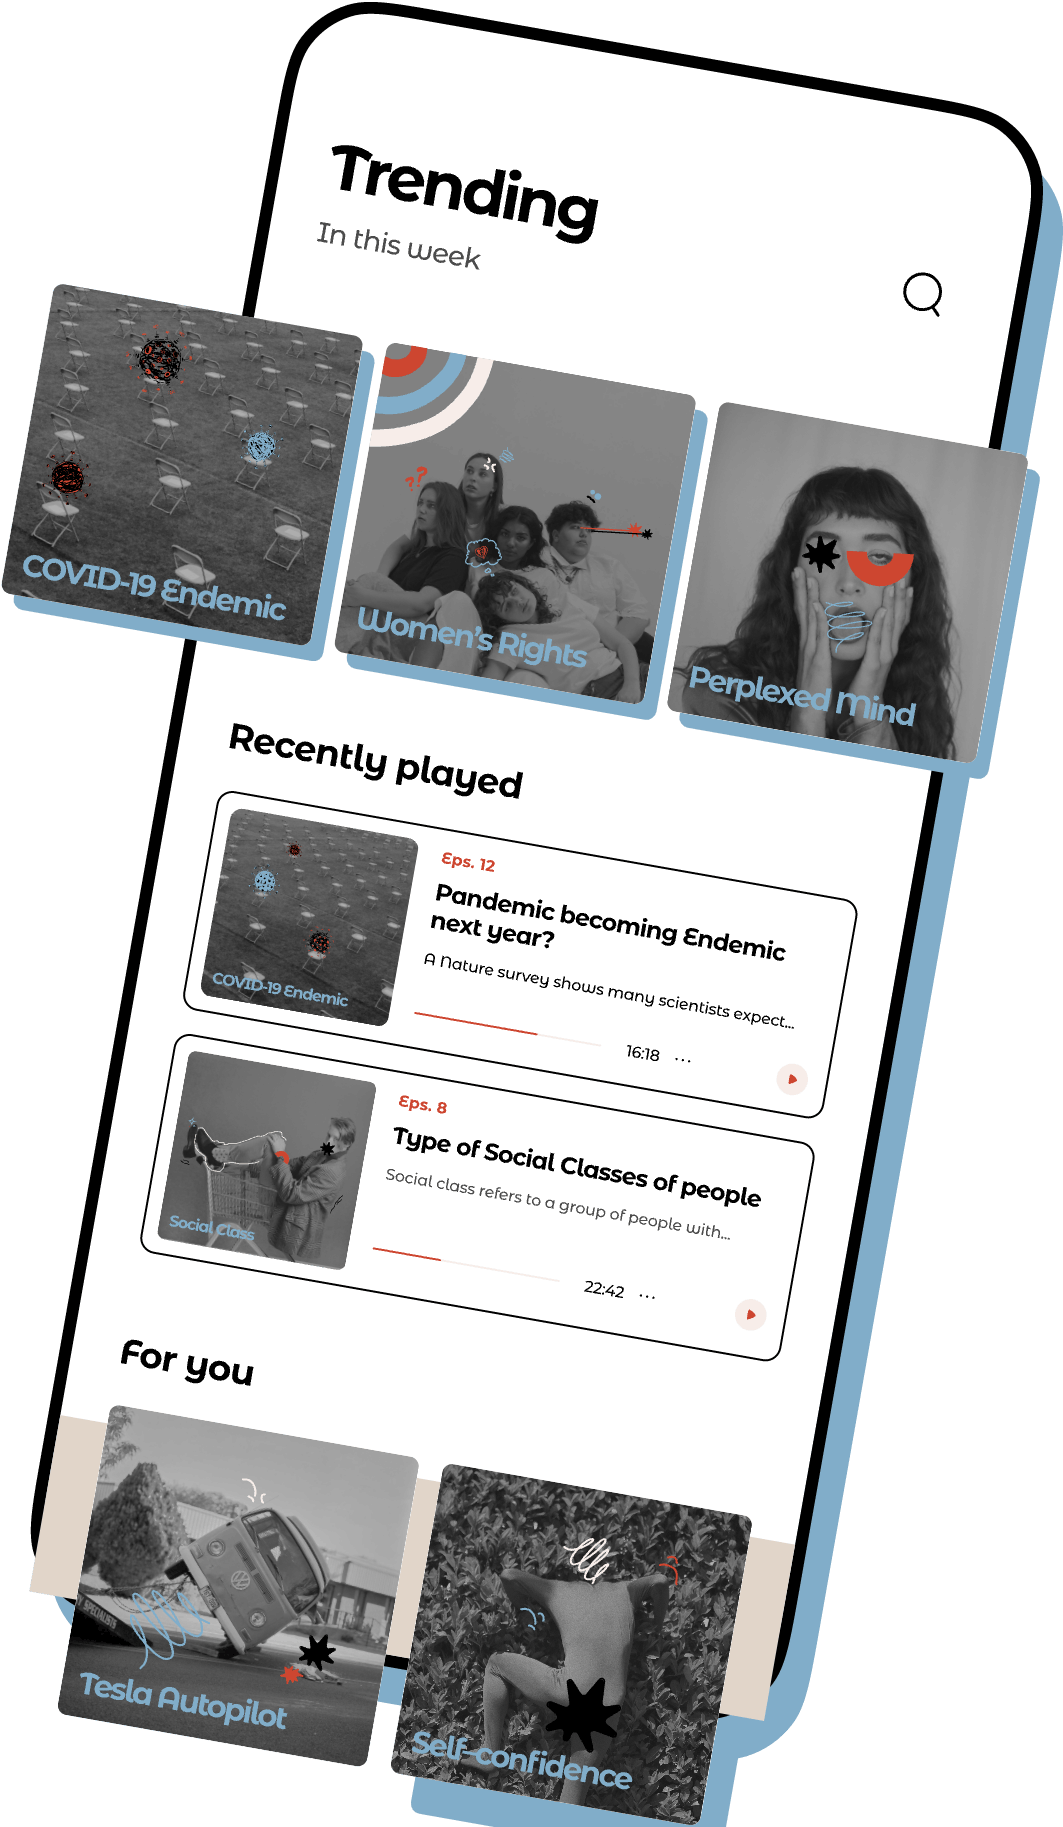 Trending
In this week
COVID-19 Endemic
Women's Rights
Perplexed Mind
Recently played
COVID-19 Endemic
Eps. 12
Pandemic becoming Endemic
next year?
A Nature survey shows many scientists expect...
16:18 ...
Social Class
Eps. 8
Type of Social Classes of people
Social class refers to a group of people with...
22:42 ...
For you
SPECIALIS
Tesla Autopilot
Self-confidence